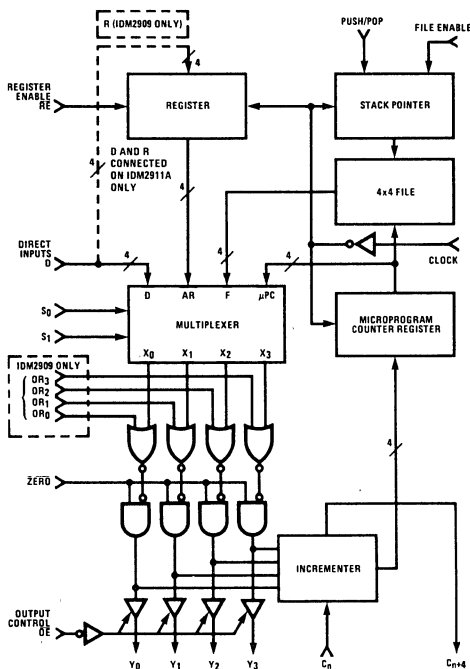 R (IDM2909 ONLY)
PUSH/POP
FILE ENABLE
4
REGISTER
ENABLE
RE
REGISTER
STACK POINTER
4
D AND R
CONNECTED
ON IDM2911A
ONLY
4
4x4 FILE
4
4
CLOCK
DIRECT
INPUTS
D
4
D
AR
F
μPC
MULTIPLEXER
X0
X1
X2
X3
S0
S1
MICROPROGRAM
COUNTER REGISTER
IDM2909 ONLY
OR3
OR2
OR1
OR0
4
ZERO
INCREMENTER
OUTPUT
CONTROL
OE
Y0
Y1
Y2
Y3
Cn
Cn+4